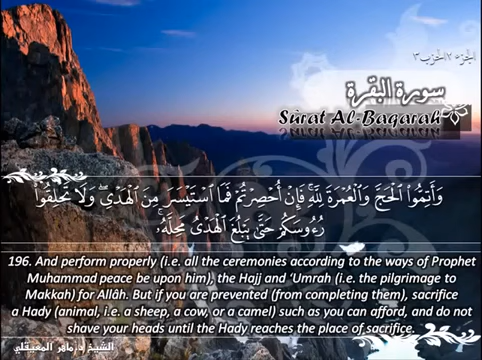 الجزء ٢ الحزب ٣
سورة البقرة
Sûrat Al-Baqarah
وَأَتِمُّوا۟ ٱلْحَجَّ وَٱلْعُمْرَةَ لِلَّهِ ۚ فَإِنْ أُحْصِرْتُمْ فَمَا ٱسْتَيْسَرَ مِنَ ٱلْهَدْىِ ۖ وَلَا تَحْلِقُوا۟
رُءُوسَكُمْ حَتَّىٰ يَبْلُغَ ٱلْهَدْىُ مَحِلَّهُۥ ۚ
196. And perform properly (i.e. all the ceremonies according to the ways of Prophet
Muhammad peace be upon him), the Hajj and 'Umrah (i.e. the pilgrimage to
Makkah) for Allâh. But if you are prevented (from completing them), sacrifice
a Hady (animal, i.e. a sheep, a cow, or a camel) such as you can afford, and do not
shave your heads until the Hady reaches the place of sacrifice.
الشيخ د.ماهر المعيقلي